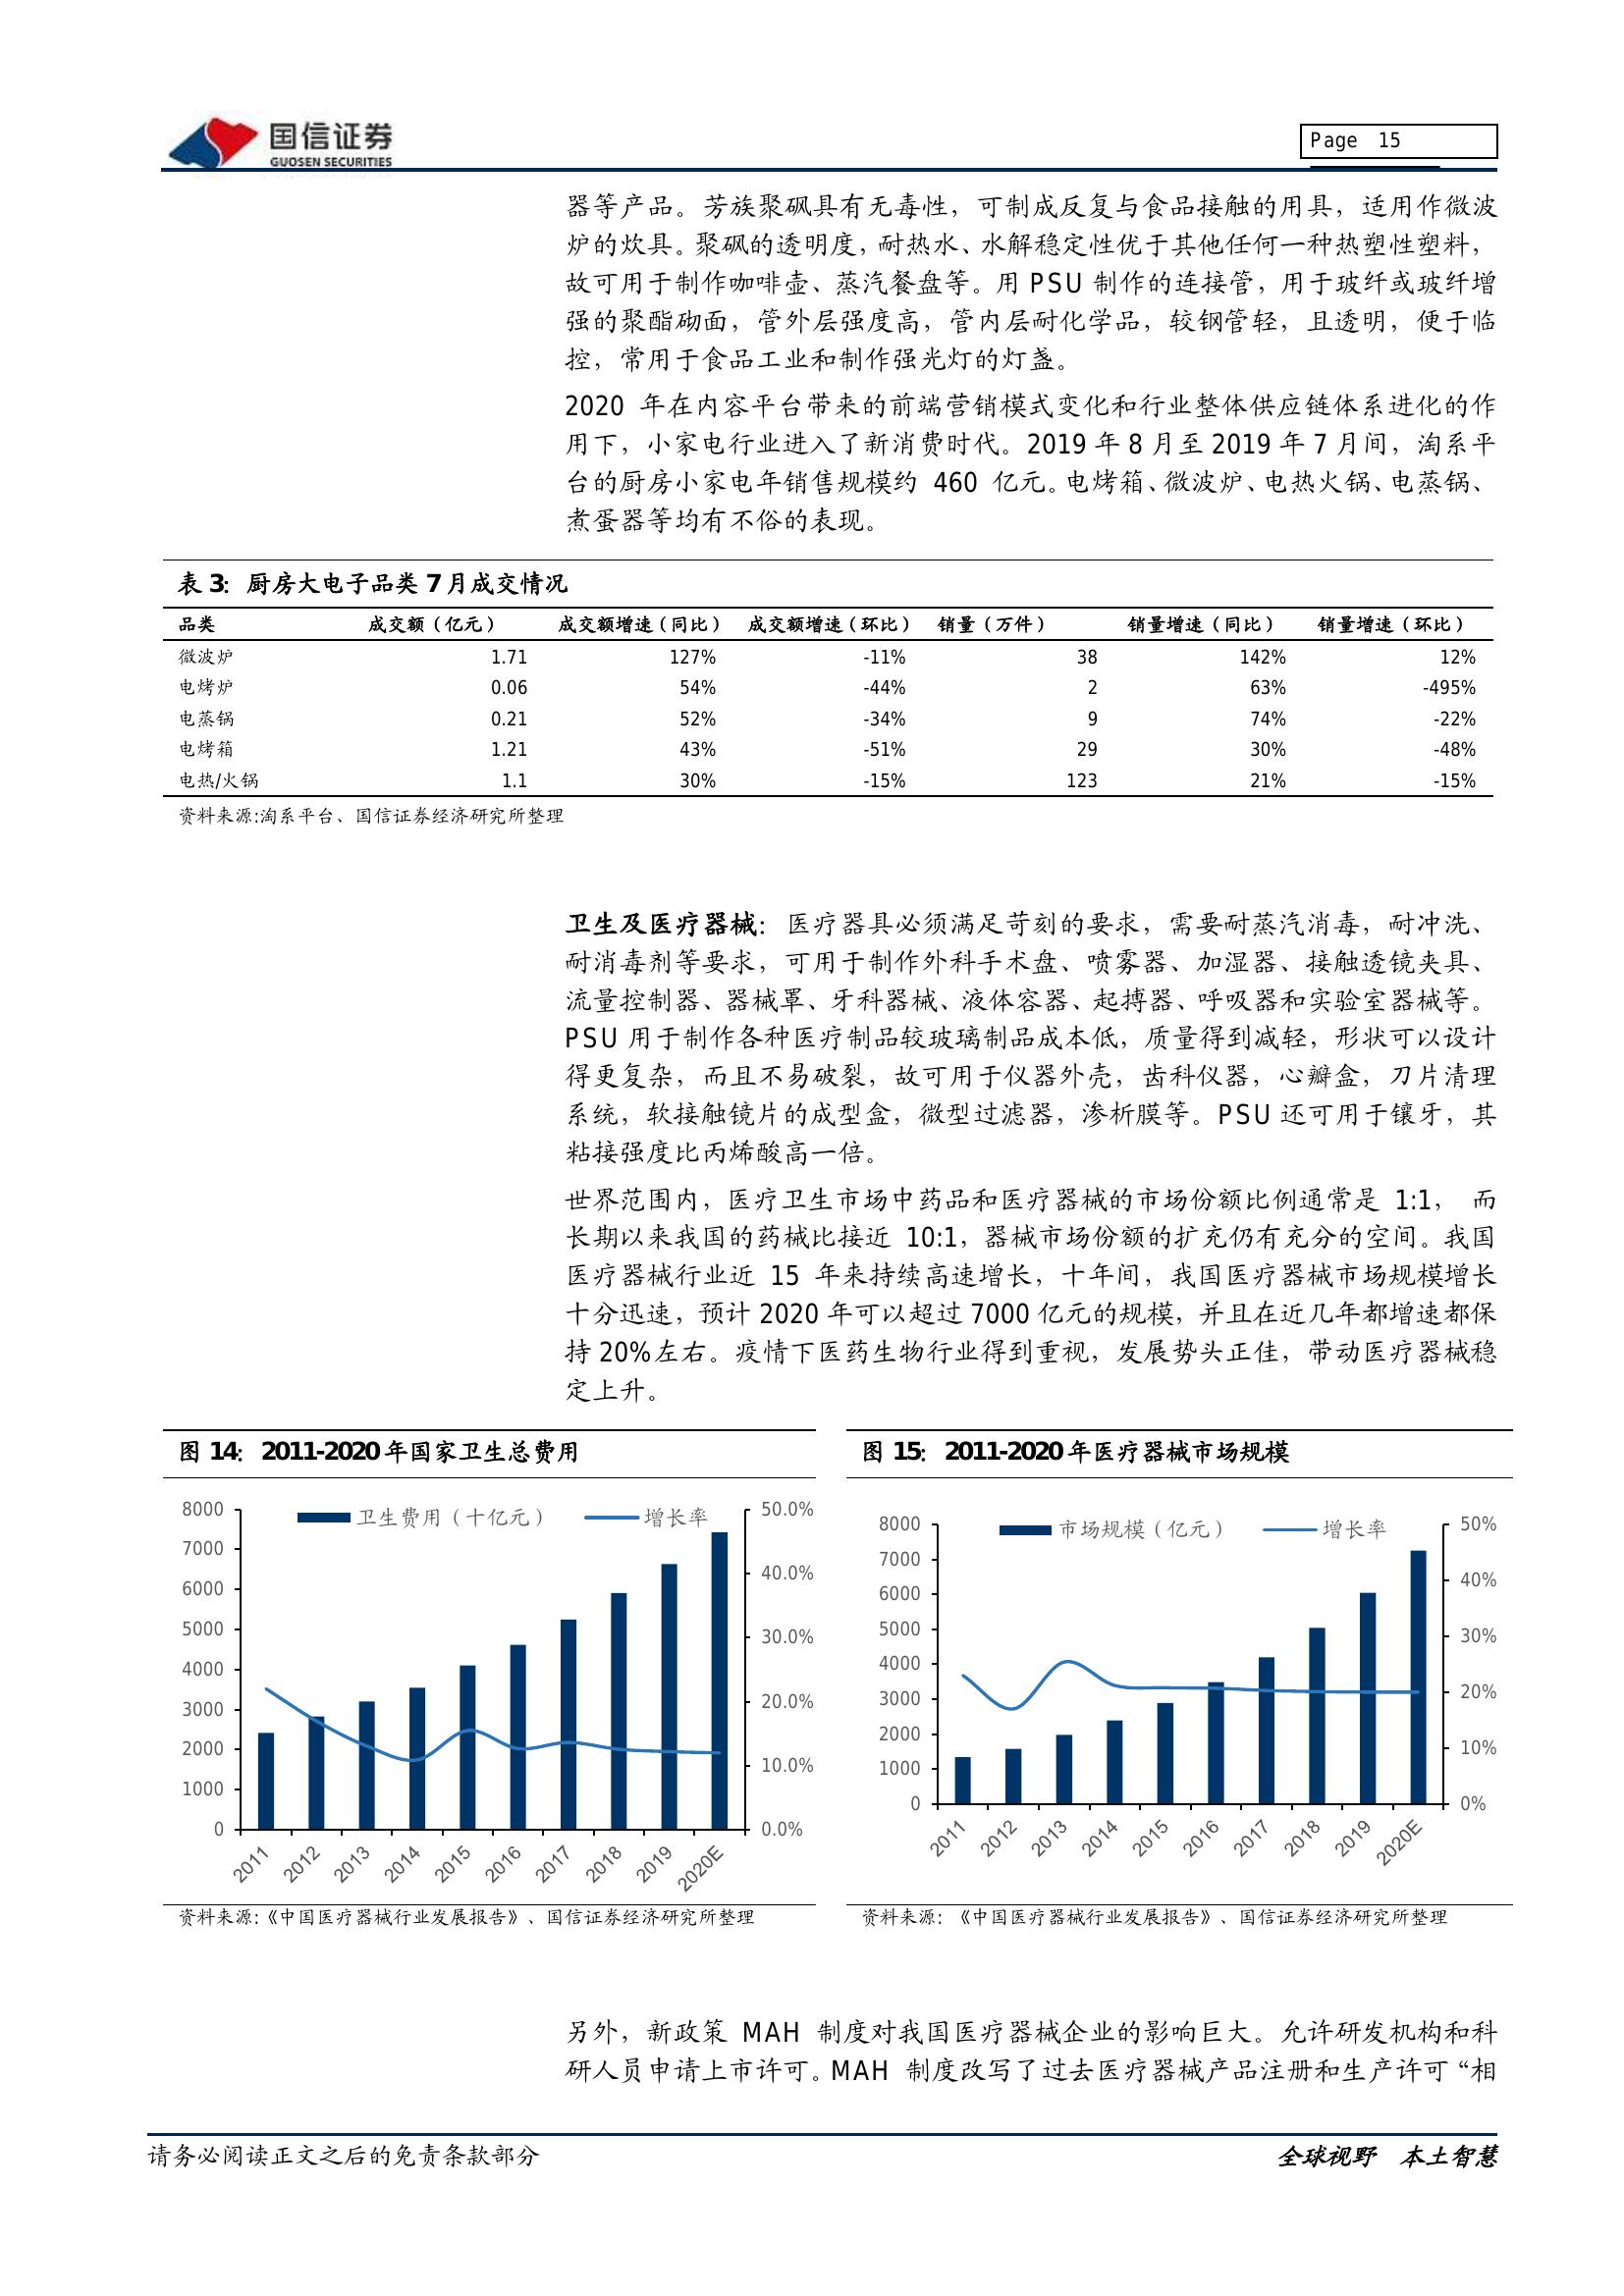 国信证券
GUOSEN SECURITIES
Page 15
器等产品。芳族聚砜具有无毒性，可制成反复与食品接触的用具，适用作微波
炉的炊具。聚砜的透明度，耐热水、水解稳定性优于其他任何一种热塑性塑料，
故可用于制作咖啡壶、蒸汽餐盘等。用 PSU 制作的连接管，用于玻纤或玻纤增
强的聚酯砌面，管外层强度高，管内层耐化学品，较钢管轻，且透明，便于临
控，常用于食品工业和制作强光灯的灯盏。
2020 年在内容平台带来的前端营销模式变化和行业整体供应链体系进化的作
用下，小家电行业进入了新消费时代。2019 年 8 月至 2019 年 7 月间，淘系平
台的厨房小家电年销售规模约 460 亿元。电烤箱、微波炉、电热火锅、电蒸锅、
煮蛋器等均有不俗的表现。
表 3：厨房大电子品类 7 月成交情况
品类 成交额（亿元） 成交额增速（同比） 成交额增速（环比） 销量（万件） 销量增速（同比） 销量增速（环比）
微波炉 1.71 127% -11% 38 142% 12%
电烤炉 0.06 54% -44% 2 63% -495%
电蒸锅 0.21 52% -34% 9 74% -22%
电烤箱 1.21 43% -51% 29 30% -48%
电热/火锅 1.1 30% -15% 123 21% -15%
资料来源:淘系平台、国信证券经济研究所整理
卫生及医疗器械：医疗器具必须满足苛刻的要求，需要耐蒸汽消毒，耐冲洗、
耐消毒剂等要求，可用于制作外科手术盘、喷雾器、加湿器、接触透镜夹具、
流量控制器、器械罩、牙科器械、液体容器、起搏器、呼吸器和实验室器械等。
PSU 用于制作各种医疗制品较玻璃制品成本低，质量得到减轻，形状可以设计
得更复杂，而且不易破裂，故可用于仪器外壳，齿科仪器，心瓣盒，刀片清理
系统，软接触镜片的成型盒，微型过滤器，渗析膜等。PSU 还可用于镶牙，其
粘接强度比丙烯酸高一倍。
世界范围内，医疗卫生市场中药品和医疗器械的市场份额比例通常是 1:1， 而
长期以来我国的药械比接近 10:1，器械市场份额的扩充仍有充分的空间。我国
医疗器械行业近 15 年来持续高速增长，十年间，我国医疗器械市场规模增长
十分迅速，预计 2020 年可以超过 7000 亿元的规模，并且在近几年都增速都保
持 20%左右。疫情下医药生物行业得到重视，发展势头正佳，带动医疗器械稳
定上升。
图 14：2011-2020 年国家卫生总费用
卫生费用（十亿元） 增长率
8000
7000
6000
5000
4000
3000
2000
1000
0
50.0%
40.0%
30.0%
20.0%
10.0%
0.0%
2011 2012 2013 2014 2015 2016 2017 2018 2019 2020E
资料来源:《中国医疗器械行业发展报告》、国信证券经济研究所整理
图 15：2011-2020 年医疗器械市场规模
市场规模（亿元） 增长率
8000
7000
6000
5000
4000
3000
2000
1000
0
50%
40%
30%
20%
10%
0%
2011 2012 2013 2014 2015 2016 2017 2018 2019 2020E
资料来源: 《中国医疗器械行业发展报告》、国信证券经济研究所整理
另外，新政策 MAH 制度对我国医疗器械企业的影响巨大。允许研发机构和科
研人员申请上市许可。MAH 制度改写了过去医疗器械产品注册和生产许可“相
请务必阅读正文之后的免责条款部分
全球视野 本土智慧